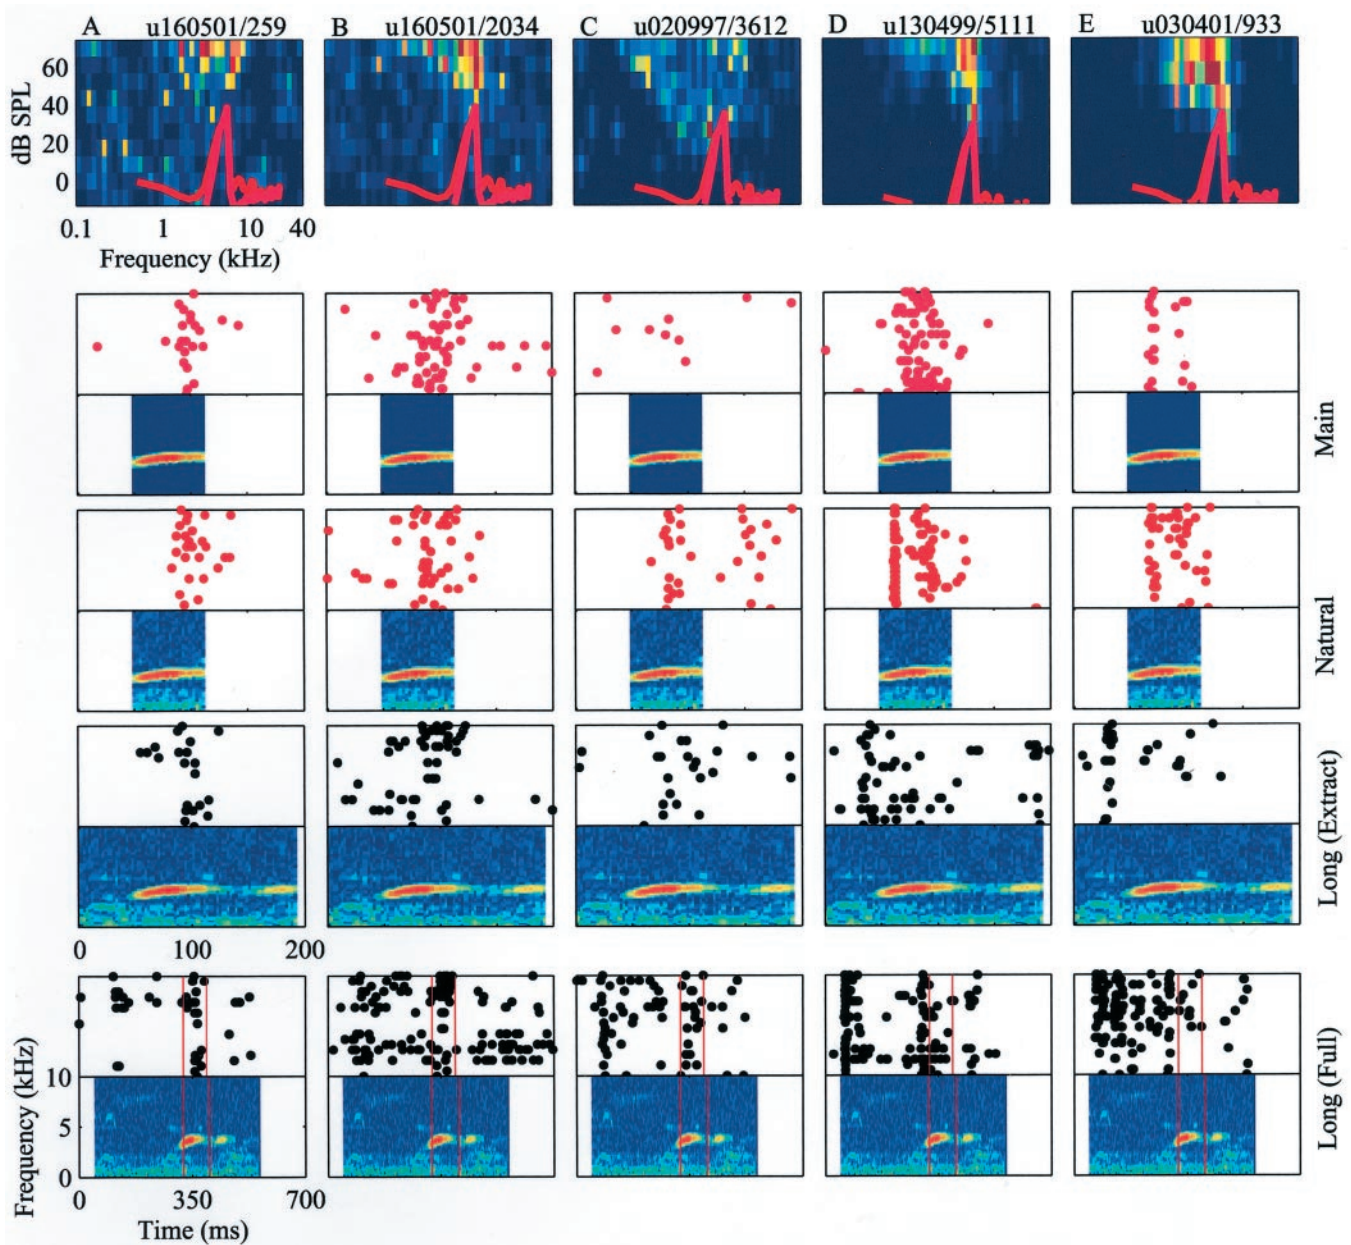 A u160501/259 B u160501/2034 C u020997/3612 D u130499/5111 E u030401/933
60
40
20
0
dB SPL
0.1 1 10 40
Frequency (kHz)
Main
Natural
Long (Extract)
0 100 200
Long (Full)
10
5
0
Frequency (kHz)
0 350 700
Time (ms)